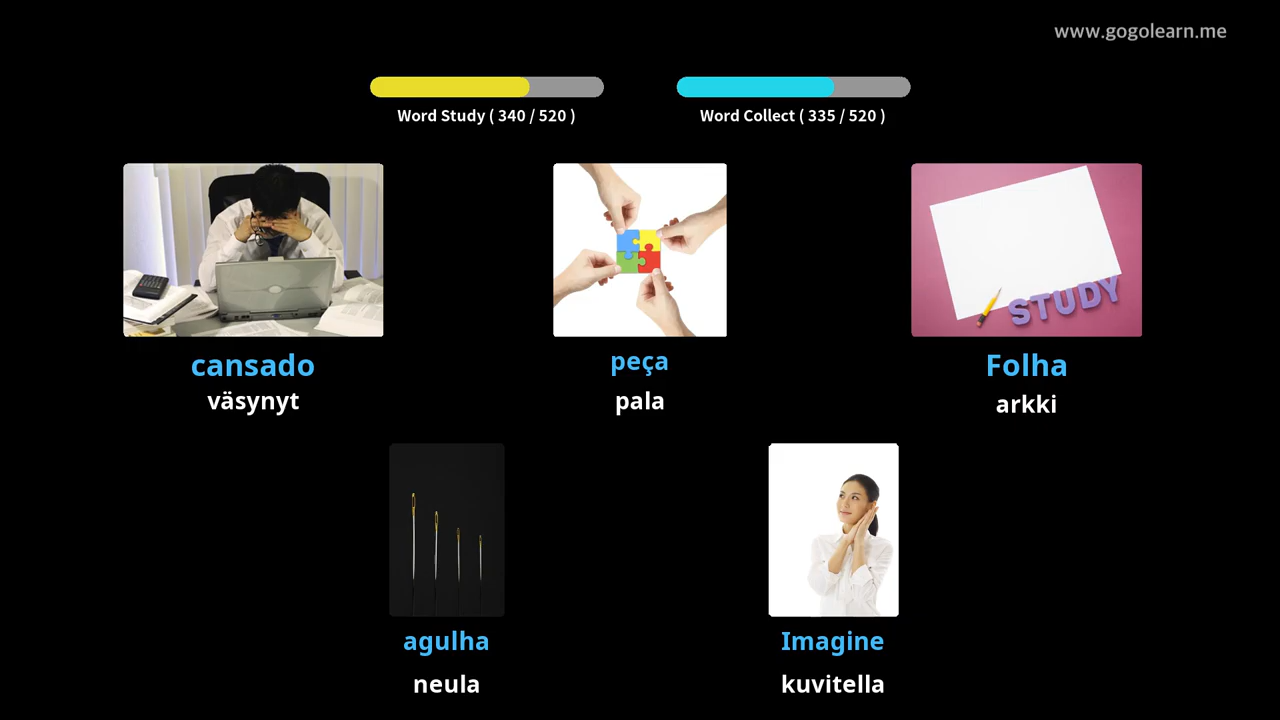 www.gogolearn.me
Word Study ( 340 / 520 )
Word Collect ( 335 / 520 )
STUDY
cansado
väsynyt
peça
pala
Folha
arkki
agulha
neula
Imagine
kuvitella